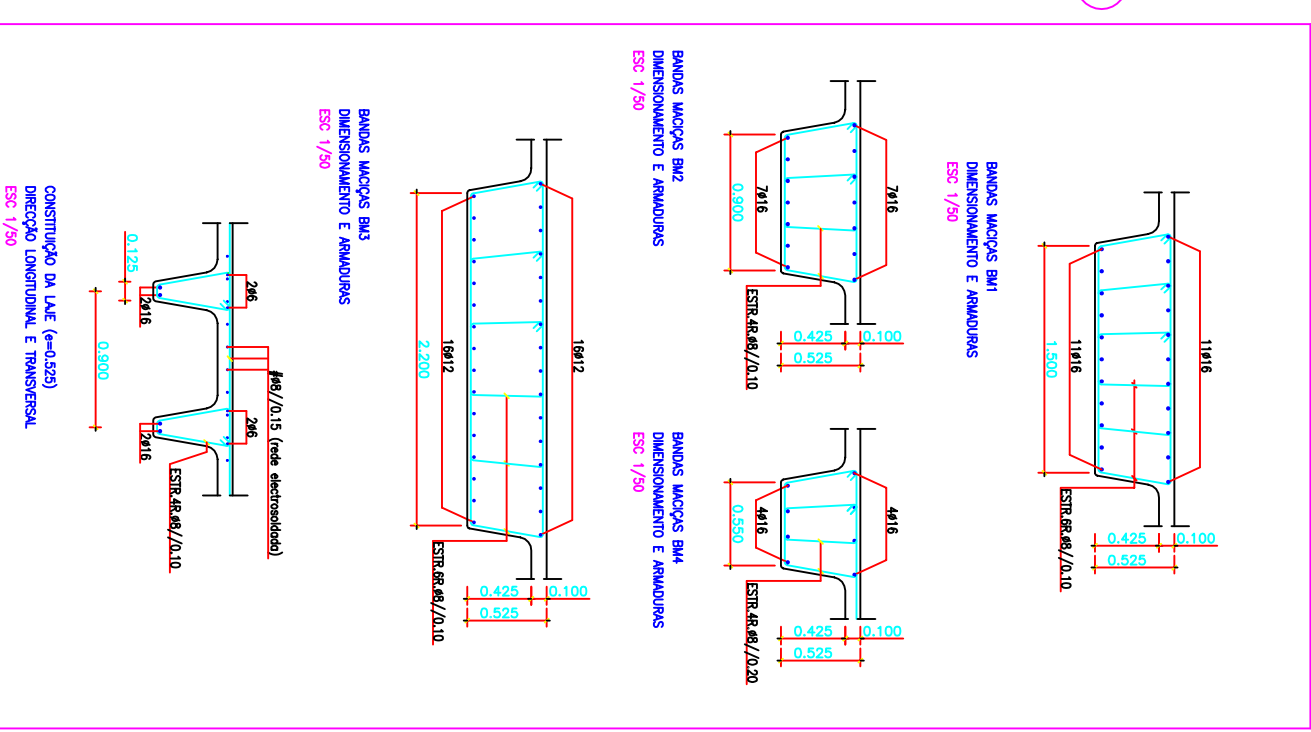 11ø16
11ø16
1.500
ESTR.6R.ø8//0.10
0.425
0.100
0.525
BANDAS MACIÇAS BM1
DIMENSIONAMENTO E ARMADURAS
ESC 1/50
7ø16
7ø16
0.900
ESTR.4R.ø8//0.10
0.425
0.100
0.525
BANDAS MACIÇAS BM2
DIMENSIONAMENTO E ARMADURAS
ESC 1/50
4ø16
4ø16
0.550
ESTR.4R.ø8//0.20
0.425
0.100
0.525
BANDAS MACIÇAS BM4
DIMENSIONAMENTO E ARMADURAS
ESC 1/50
16ø12
16ø12
2.200
ESTR.6R.ø8//0.10
0.425
0.100
0.525
BANDAS MACIÇAS BM3
DIMENSIONAMENTO E ARMADURAS
ESC 1/50
#ø8//0.15 (rede electrosoldada)
2ø6
2ø6
2ø16
2ø16
ESTR.4R.ø8//0.10
0.125
0.900
CONSTITUIÇÃO DA LAJE (e=0.525)
DIRECÇÃO LONGITUDINAL E TRANSVERSAL
ESC 1/50